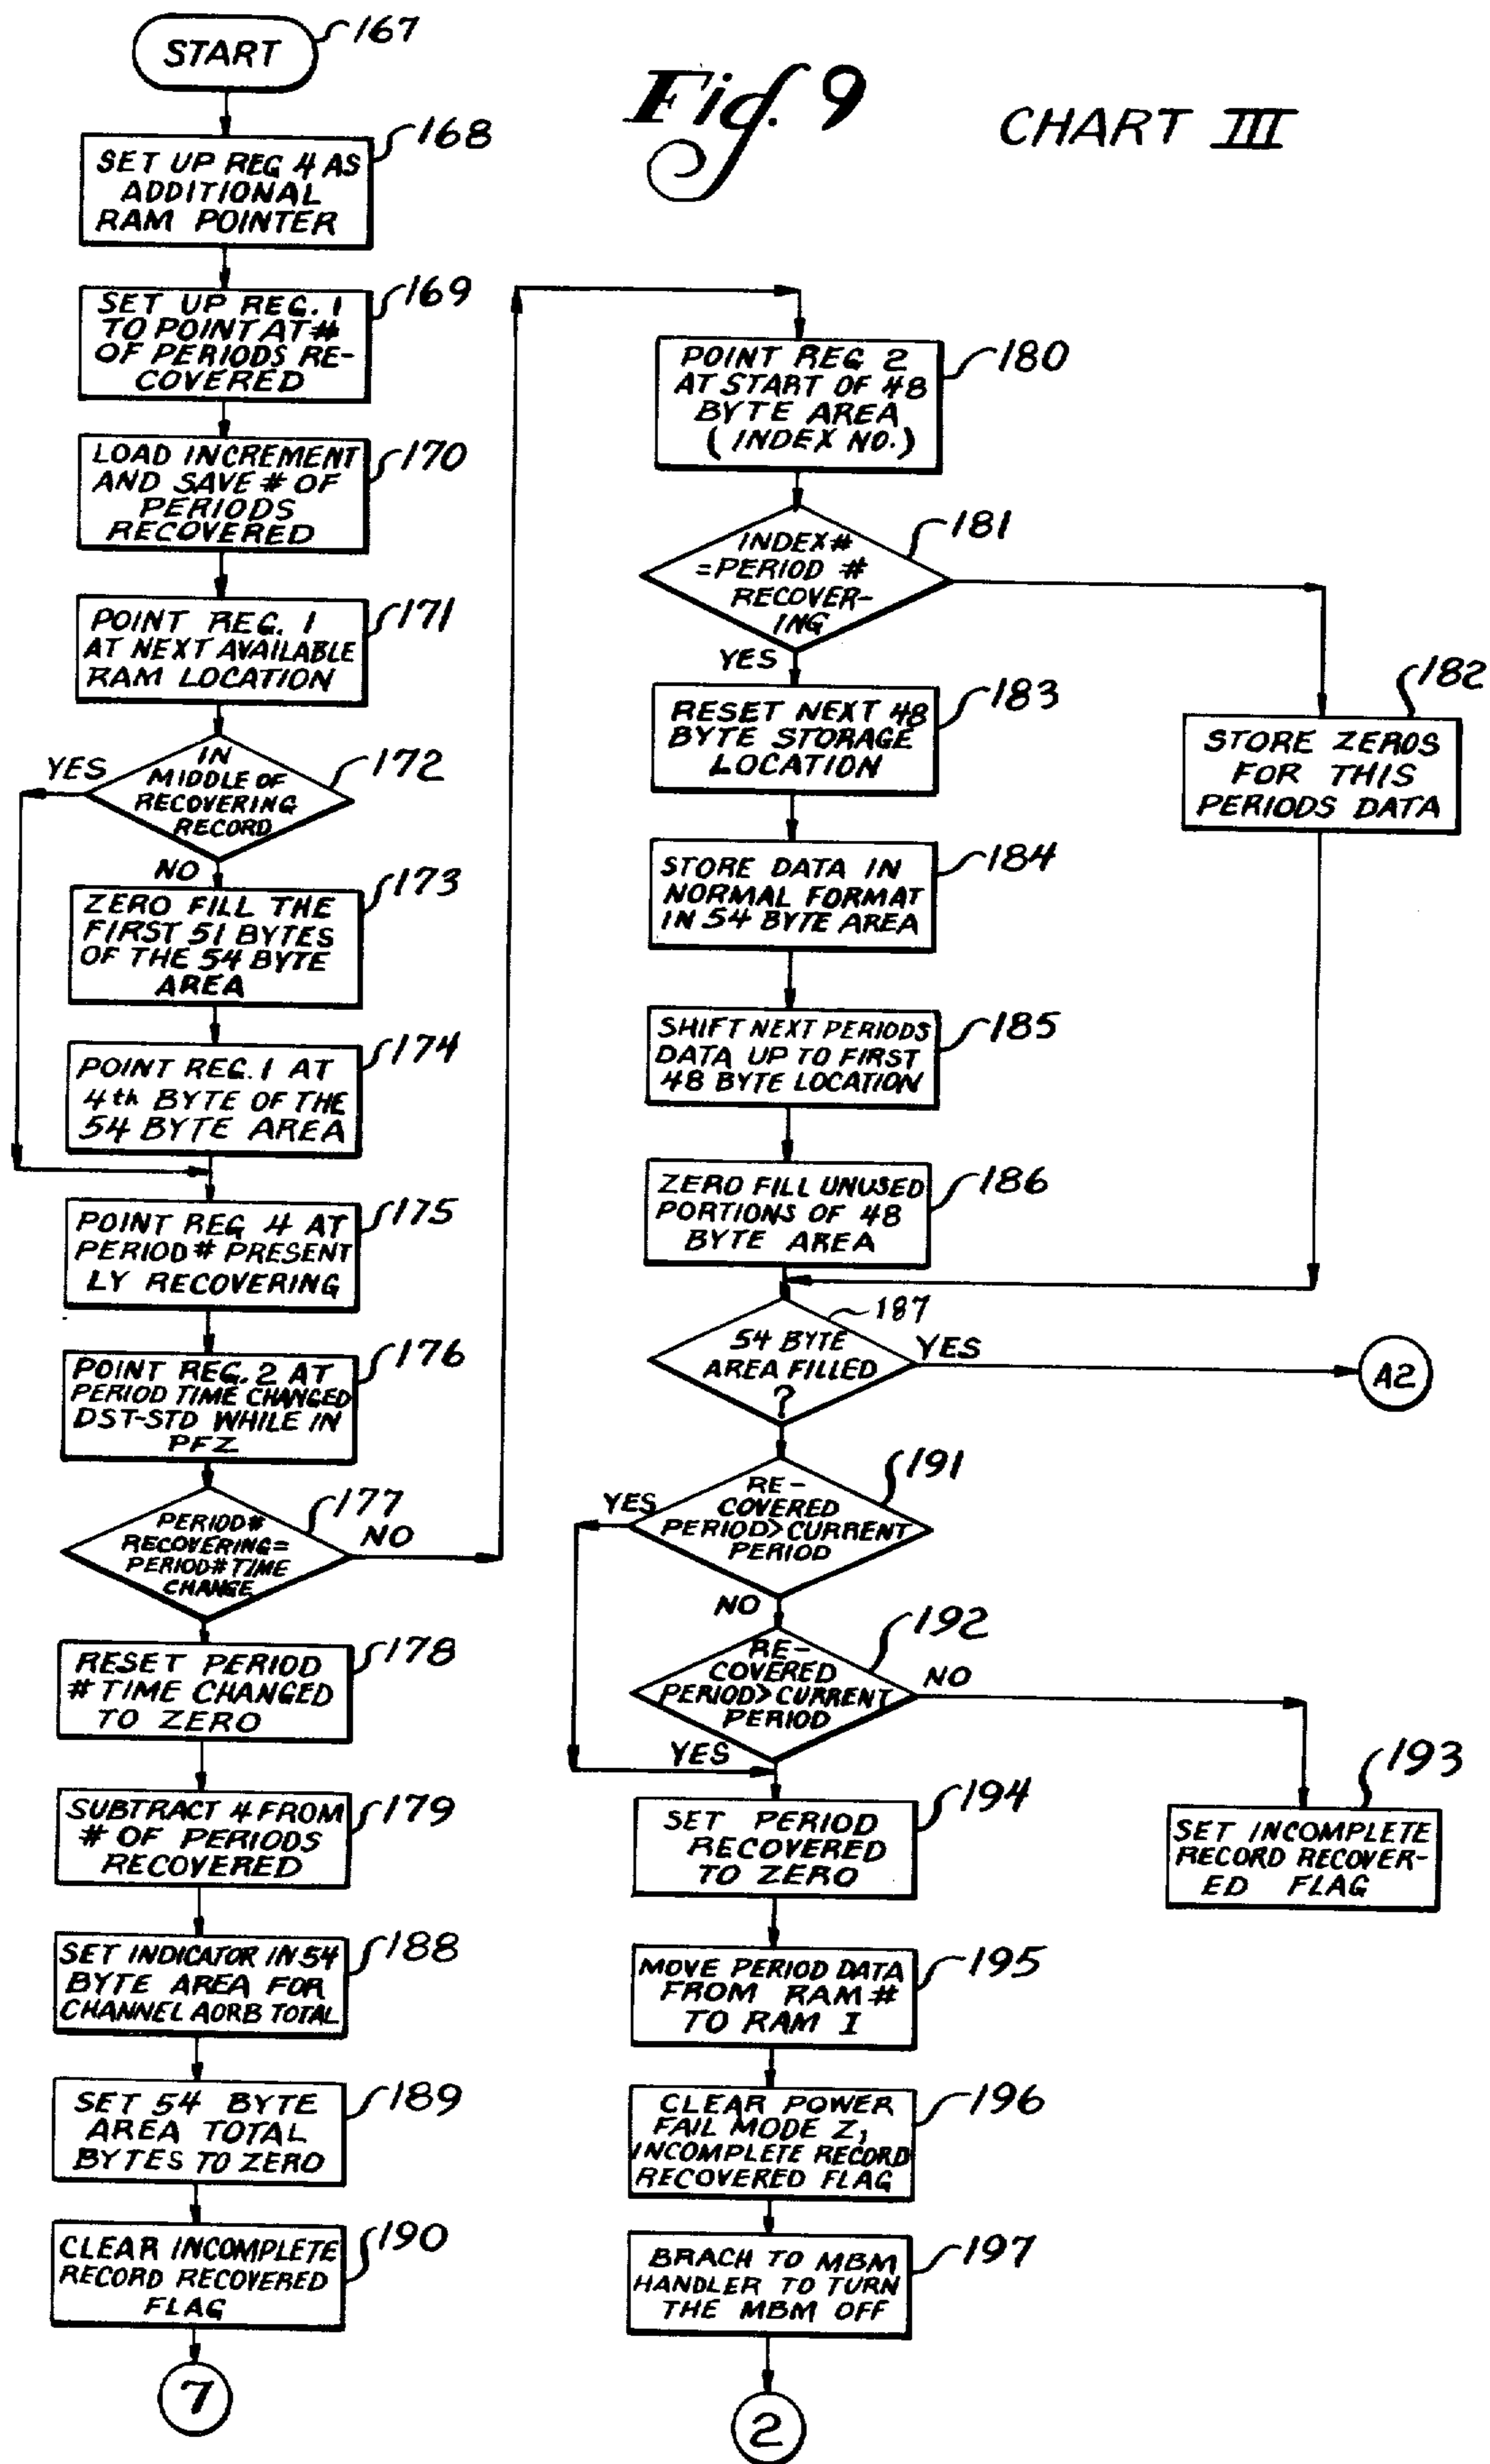 Fig. 9
CHART III
START
167
SET UP REG 4 AS
ADDITIONAL
RAM POINTER
168
SET UP REG. 1
TO POINT AT #
OF PERIODS RE-
COVERED
169
LOAD INCREMENT
AND SAVE # OF
PERIODS
RECOVERED
170
POINT REG. 1
AT NEXT AVAILABLE
RAM LOCATION
171
IN
MIDDLE OF
RECOVERING
RECORD
172
YES
NO
ZERO FILL THE
FIRST 51 BYTES
OF THE 54 BYTE
AREA
173
POINT REG. 1 AT
4th BYTE OF THE
54 BYTE AREA
174
POINT REG 4 AT
PERIOD # PRESENT
LY RECOVERING
175
POINT REG. 2 AT
PERIOD TIME CHANGED
DST-STD WHILE IN
PFZ
176
PERIOD#
RECOVERING=
PERIOD# TIME
CHANGE
177
NO
RESET PERIOD
# TIME CHANGED
TO ZERO
178
SUBTRACT 4 FROM
# OF PERIODS
RECOVERED
179
SET INDICATOR IN 54
BYTE AREA FOR
CHANNEL A OR B TOTAL
188
SET 54 BYTE
AREA TOTAL
BYTES TO ZERO
189
CLEAR INCOMPLETE
RECORD RECOVERED
FLAG
190
7
POINT REG 2
AT START OF 48
BYTE AREA
(INDEX NO.)
180
INDEX#
=PERIOD #
RECOVER-
ING
181
YES
STORE ZEROS
FOR THIS
PERIODS DATA
182
RESET NEXT 48
BYTE STORAGE
LOCATION
183
STORE DATA IN
NORMAL FORMAT
IN 54 BYTE AREA
184
SHIFT NEXT PERIODS
DATA UP TO FIRST
48 BYTE LOCATION
185
ZERO FILL UNUSED
PORTIONS OF 48
BYTE AREA
186
54 BYTE
AREA FILLED
?
187
YES
A2
RE-
COVERED
PERIOD>CURRENT
PERIOD
191
YES
NO
RE-
COVERED
PERIOD>CURRENT
PERIOD
192
NO
YES
SET INCOMPLETE
RECORD RECOVER-
ED FLAG
193
SET PERIOD
RECOVERED
TO ZERO
194
MOVE PERIOD DATA
FROM RAM #
TO RAM I
195
CLEAR POWER
FAIL MODE Z,
INCOMPLETE RECORD
RECOVERED FLAG
196
BRACH TO MBM
HANDLER TO TURN
THE MBM OFF
197
2